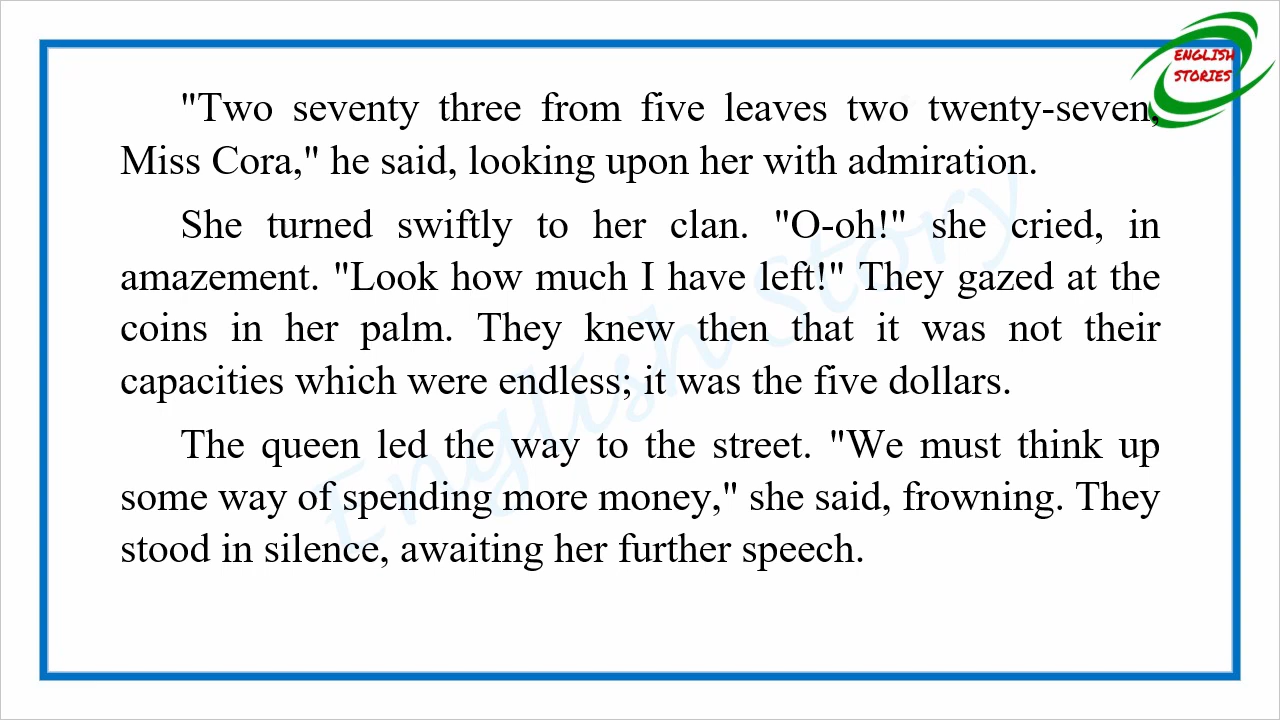 ENGLISH
STORIES
"Two seventy three from five leaves two twenty-seven,
Miss Cora," he said, looking upon her with admiration.
She turned swiftly to her clan. "O-oh!" she cried, in
amazement. "Look how much I have left!" They gazed at the
coins in her palm. They knew then that it was not their
capacities which were endless; it was the five dollars.
The queen led the way to the street. "We must think up
some way of spending more money," she said, frowning. They
stood in silence, awaiting her further speech.
English Story